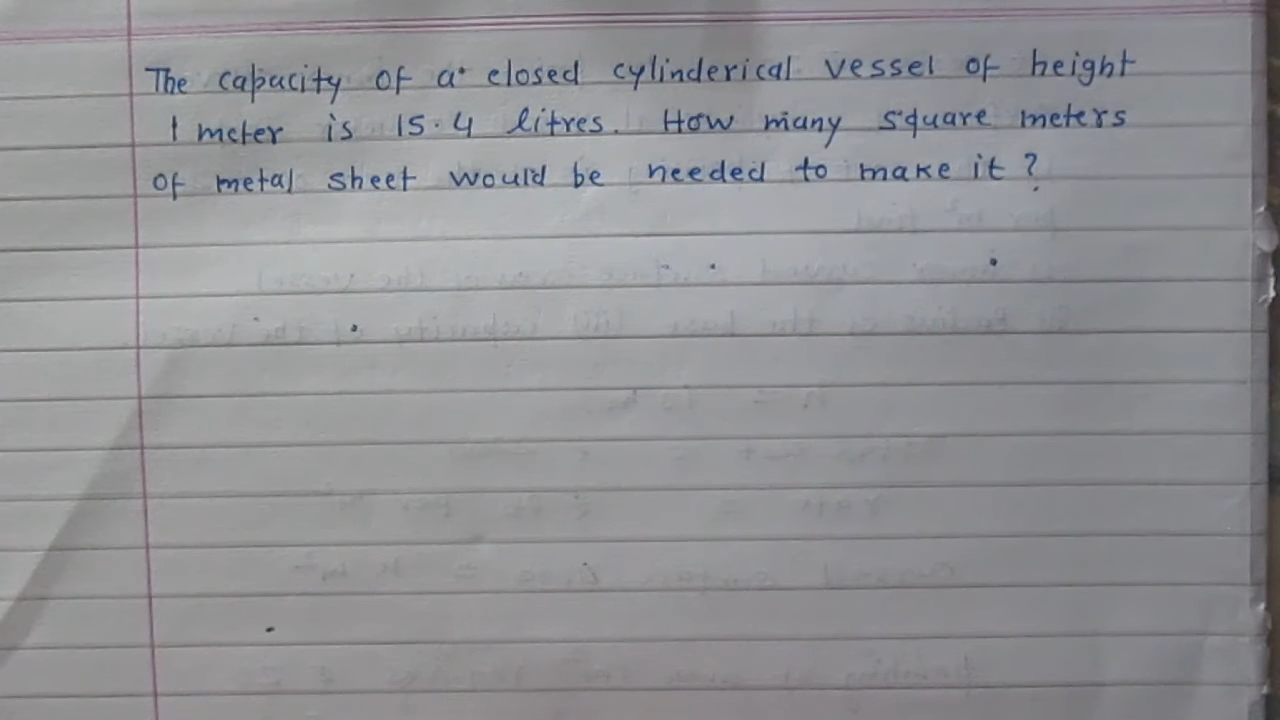 The capacity of a closed cylinderical vessel of height
1 meter is 15.4 litres. How many square meters
of metal sheet would be needed to make it ?